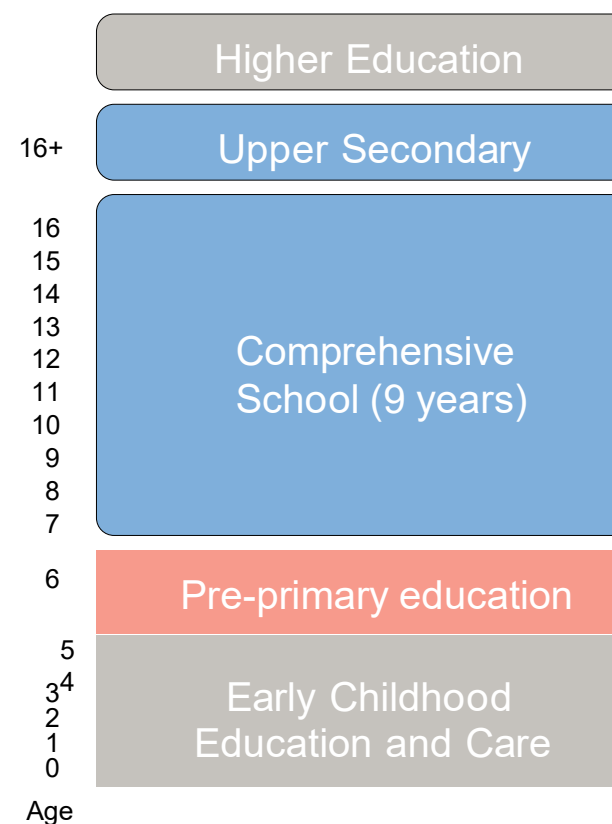 Higher Education
16+
Upper Secondary
16
15
14
13
12
11
10
9
8
7
Comprehensive
School (9 years)
6
Pre-primary education
5
4
3
2
1
0
Early Childhood
Education and Care
Age